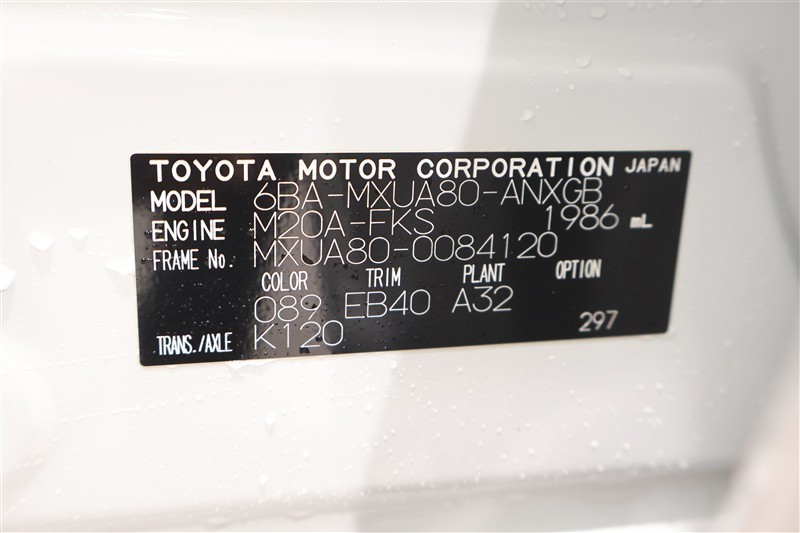 TOYOTA MOTOR CORPORATION JAPAN
MODEL 6BA-MXUA80-ANXGB
ENGINE M20A-FKS 1986 mL
FRAME No. MXUA80-0084120
COLOR TRIM PLANT OPTION
089 EB40 A32
TRANS./AXLE K120 297